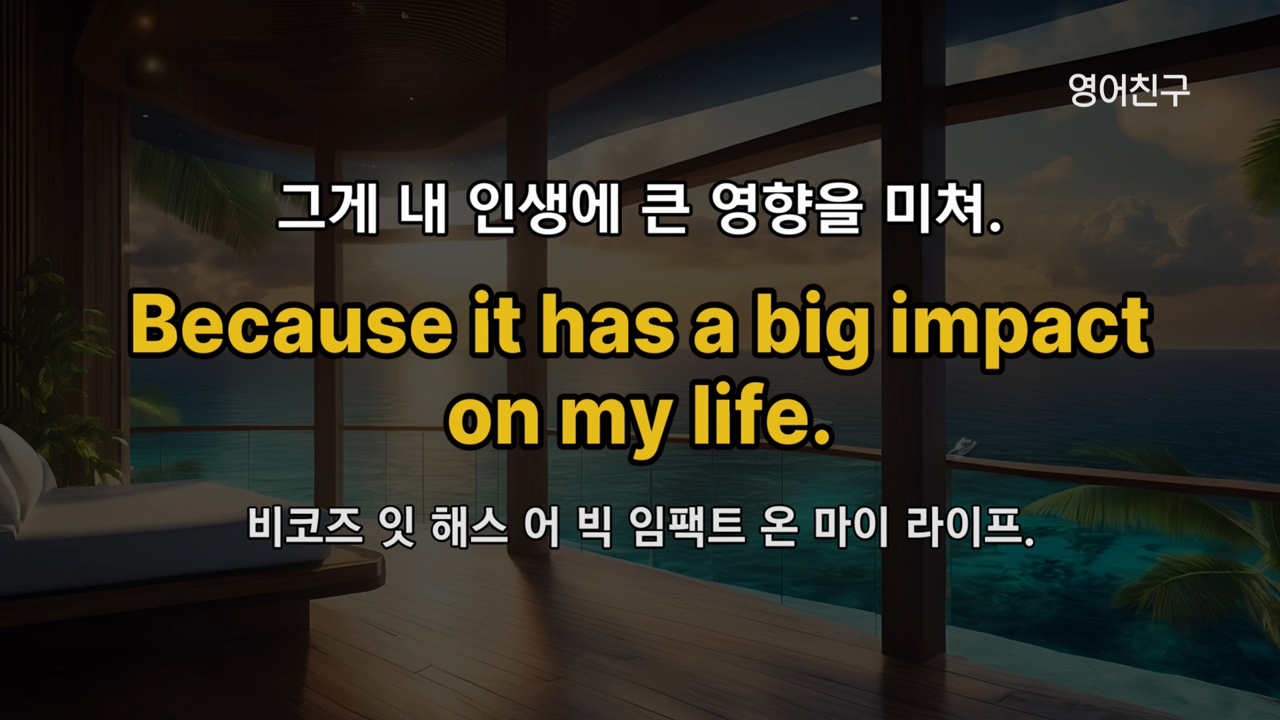 영어친구
그게 내 인생에 큰 영향을 미쳐.
Because it has a big impact
on my life.
비코즈 잇 해스 어 빅 임팩트 온 마이 라이프.